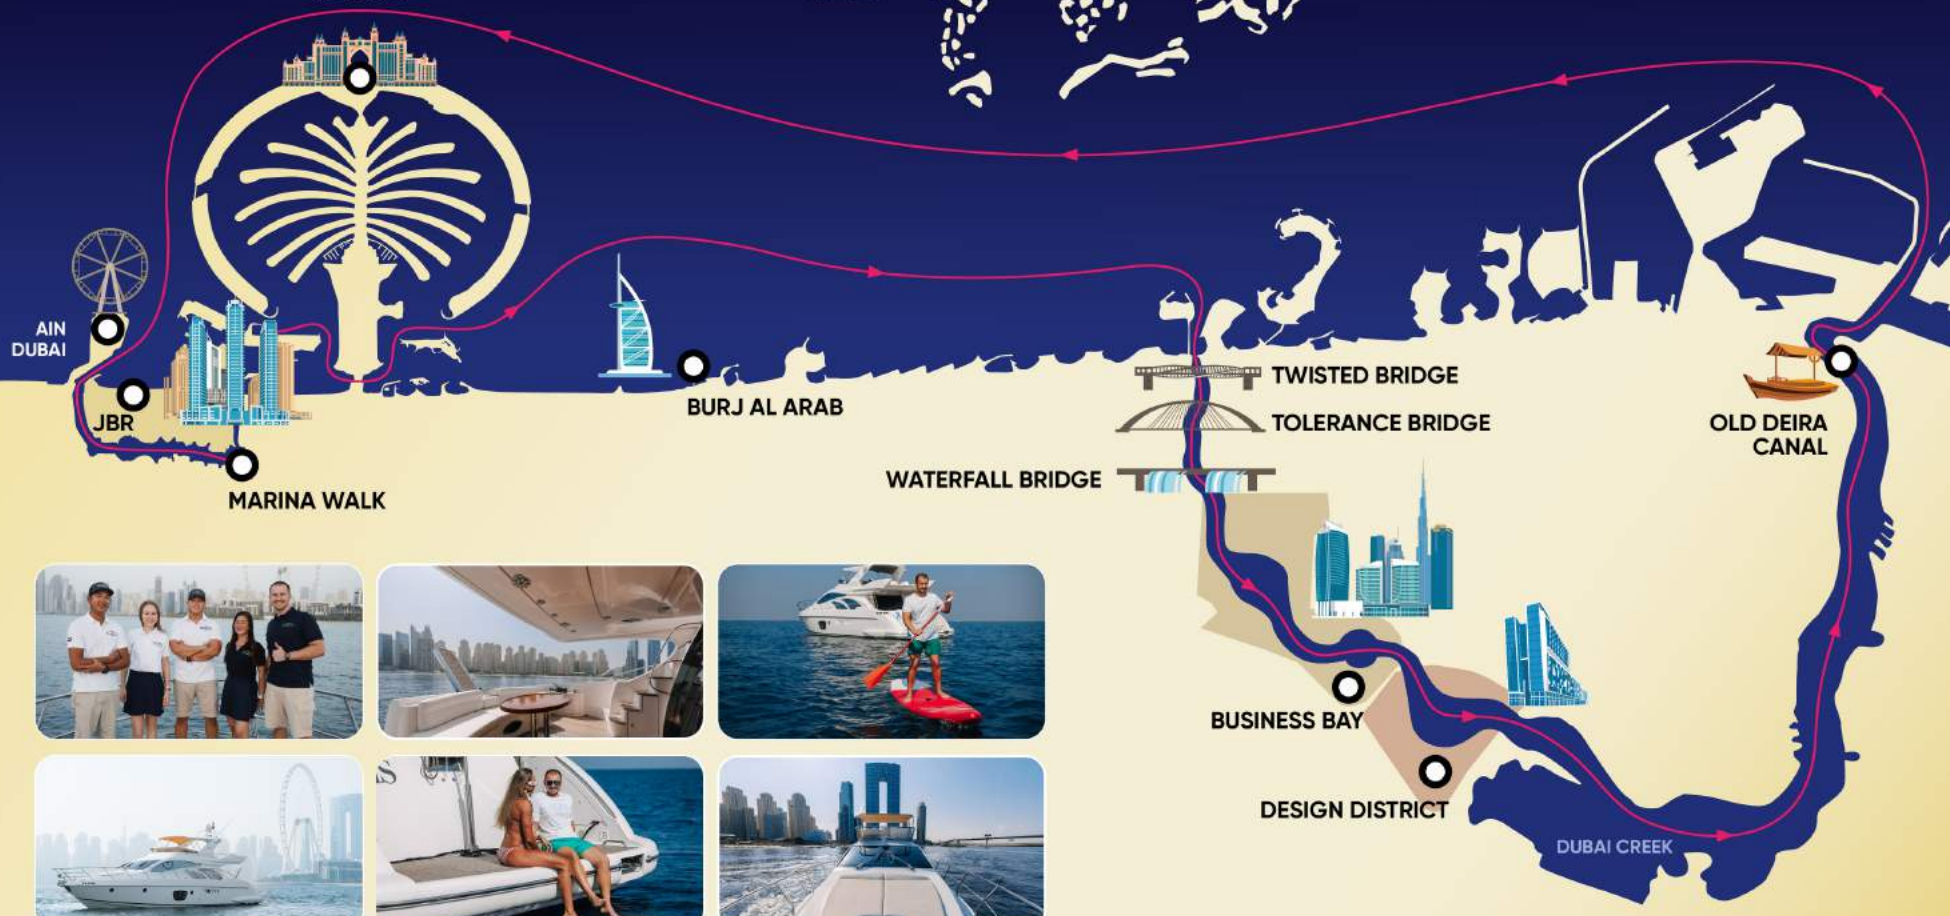 AIN
DUBAI
JBR
MARINA WALK
BURJ AL ARAB
TWISTED BRIDGE
TOLERANCE BRIDGE
WATERFALL BRIDGE
OLD DEIRA
CANAL
BUSINESS BAY
DESIGN DISTRICT
DUBAI CREEK